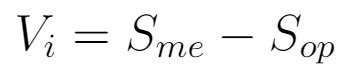 V_i = S_{me} − S_{op}